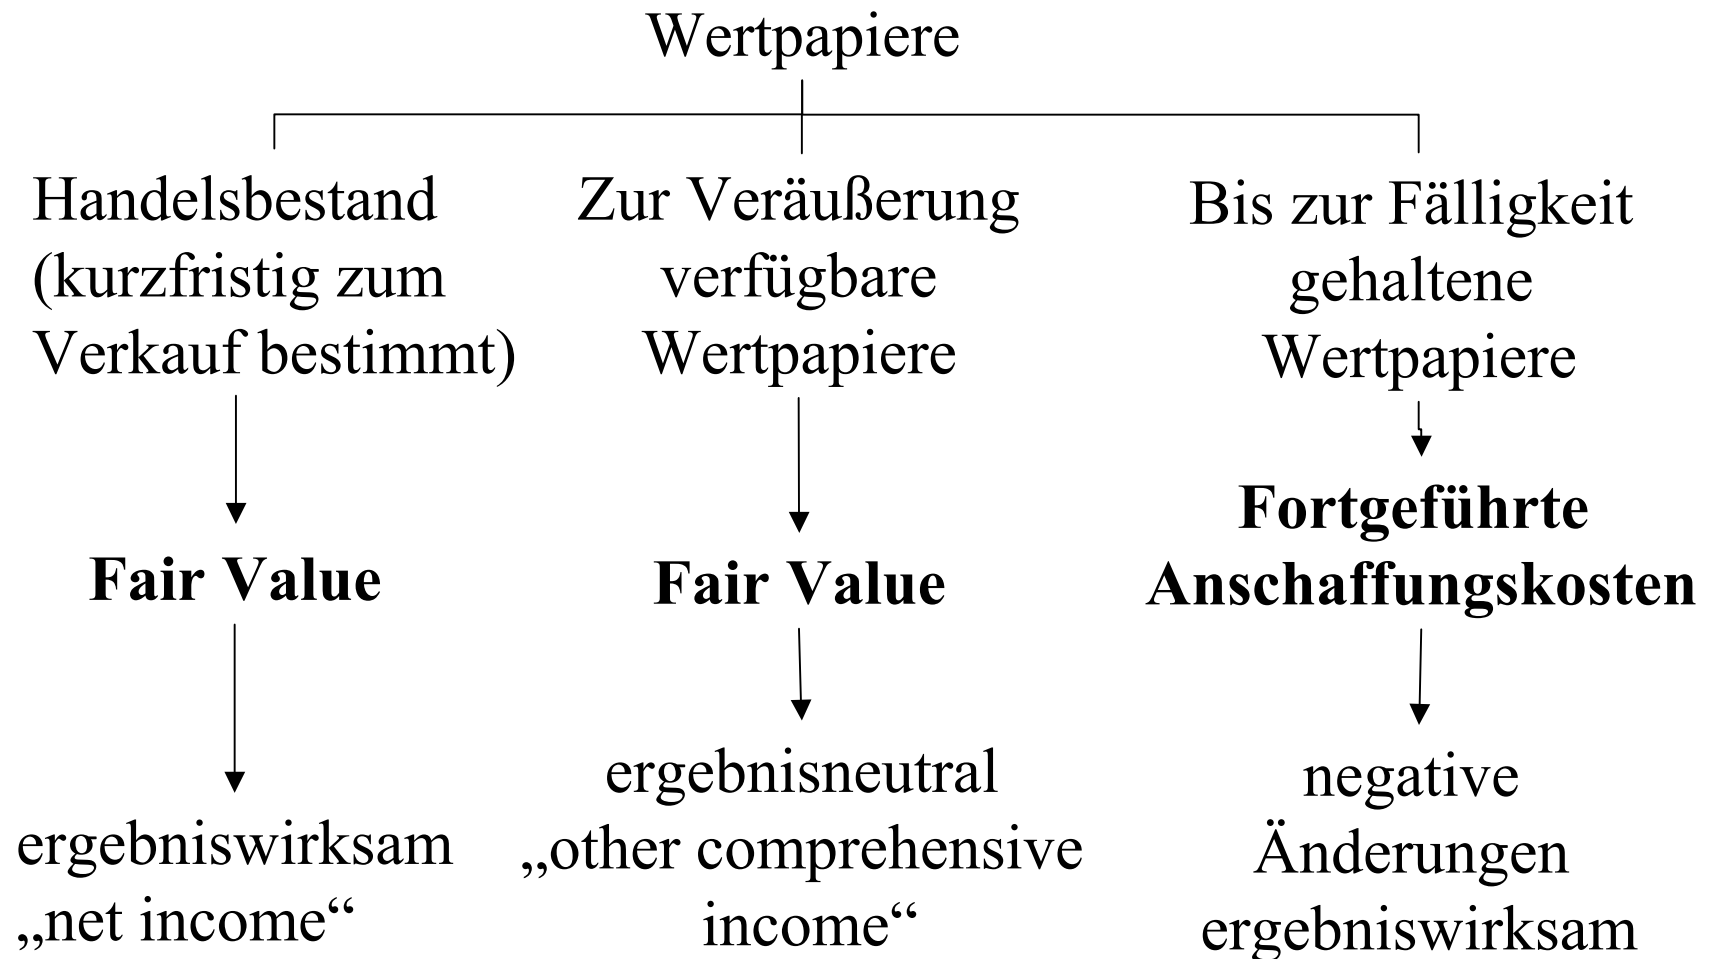 Wertpapiere
Handelsbestand
(kurzfristig zum
Verkauf bestimmt)
Zur Veräußerung
verfügbare
Wertpapiere
Bis zur Fälligkeit
gehaltene
Wertpapiere
Fair Value
Fair Value
Fortgeführte
Anschaffungskosten
ergebniswirksam
„net income“
ergebnisneutral
„other comprehensive
income“
negative
Änderungen
ergebniswirksam